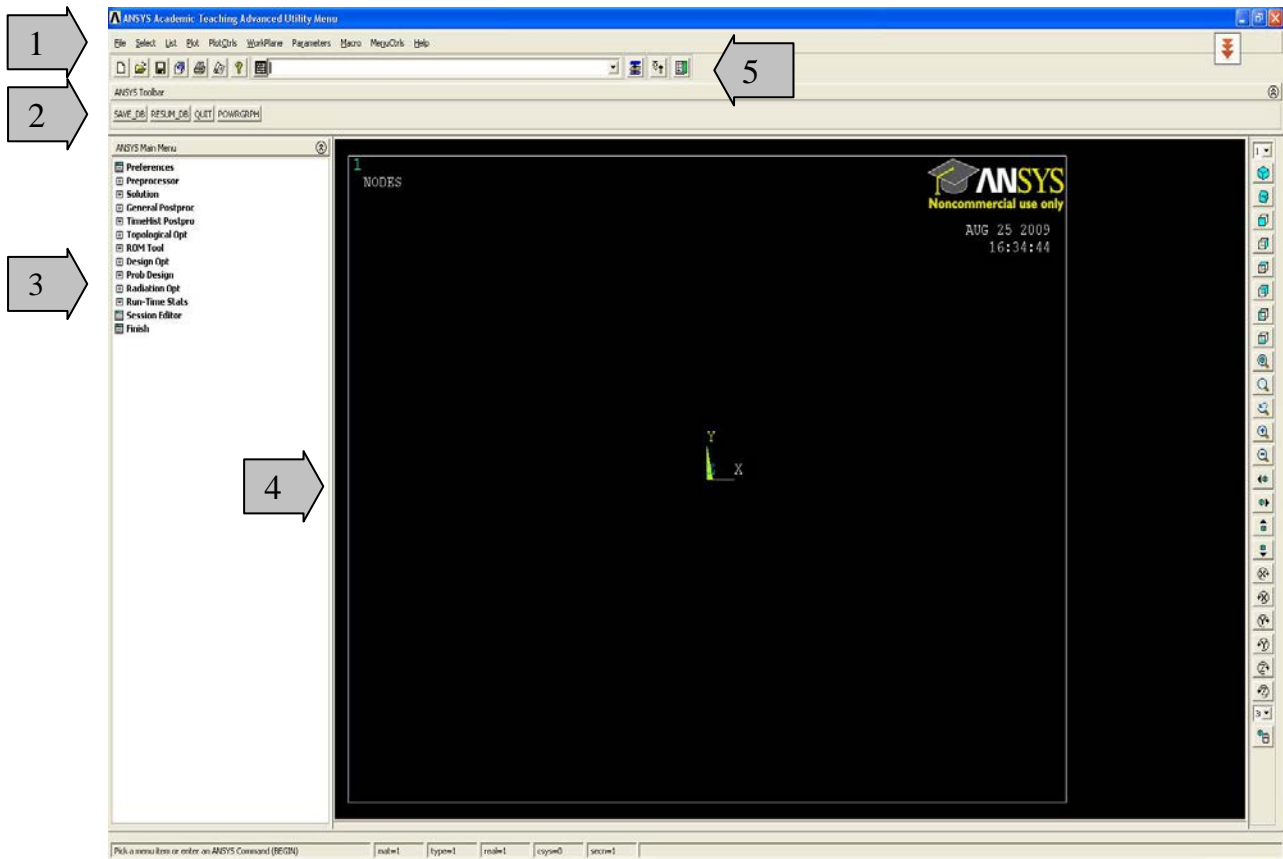 ANSYS Academic Teaching Advanced Utility Menu
1
File Select List Plot PlotCtrls WorkPlane Parameters Macro MenuCtrls Help
5
ANSYS Toolbar
2
SAVE_DB RESUM_DB QUIT POWRGRPH
ANSYS Main Menu
Preferences
Preprocessor
Solution
General Postproc
TimeHist Postpro
Topological Opt
ROM Tool
Design Opt
Prob Design
Radiation Opt
Run-Time Stats
Session Editor
Finish
3
1
NODES
ANSYS
Noncommercial use only
AUG 25 2009
16:34:44
Y
Z X
4
1
3
Pick a menu item or enter an ANSYS Command (BEGIN) mat=1 type=1 real=1 csys=0 secn=1